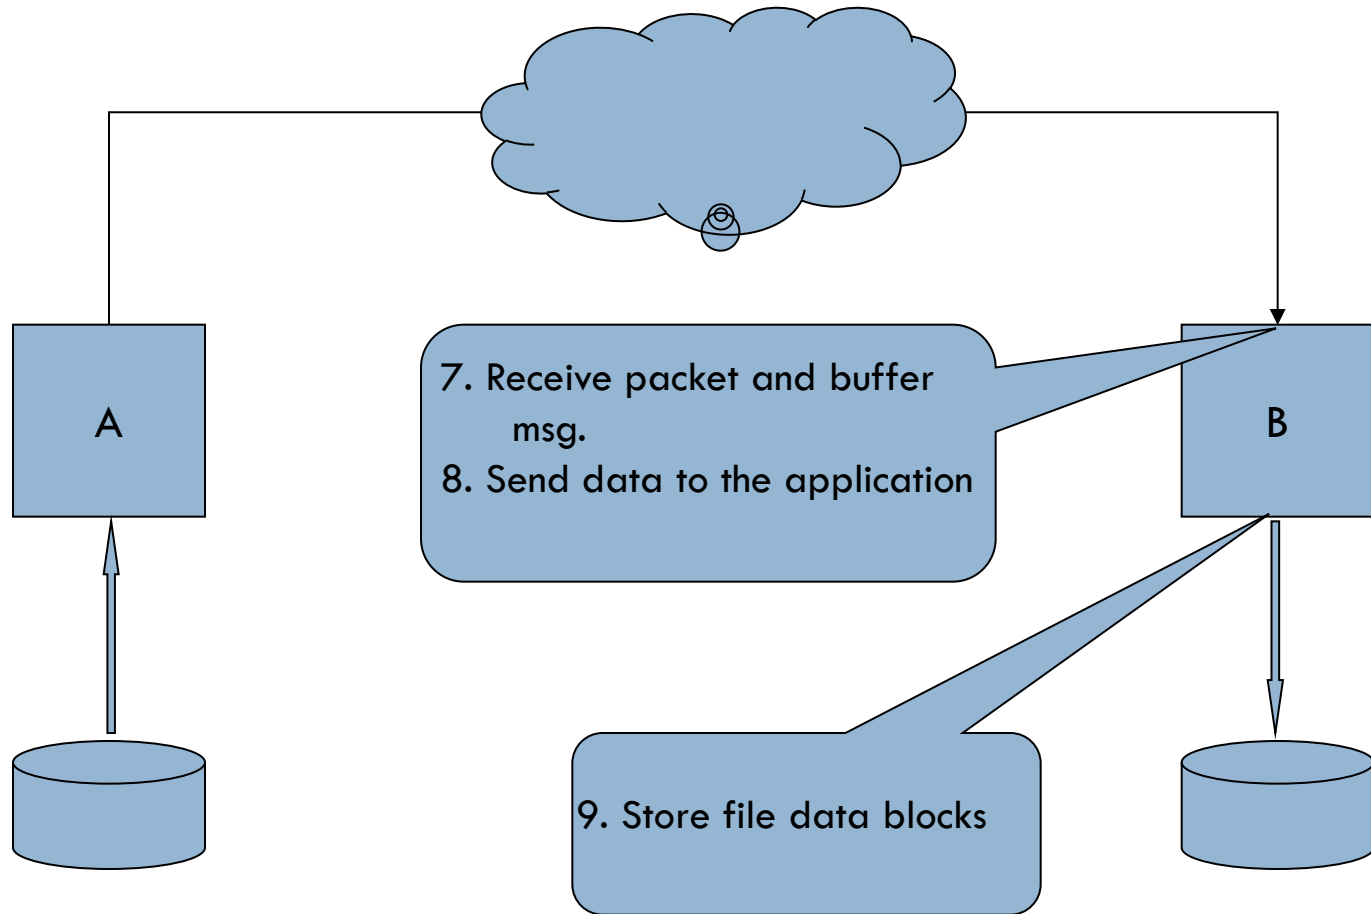 7. Receive packet and buffer
msg.
A
B
8. Send data to the application
9. Store file data blocks